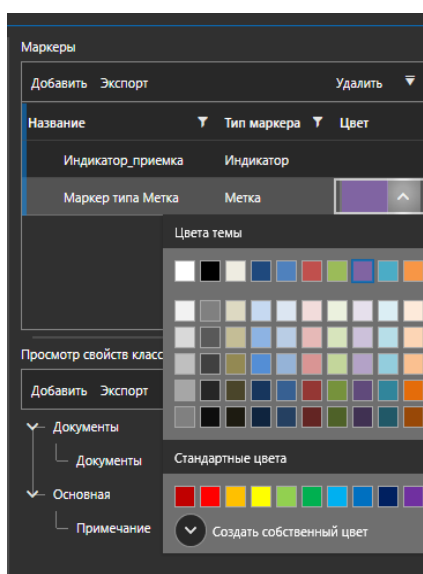 Маркеры
Добавить Экспорт Удалить
Название Тип маркера Цвет
Индикатор_приемка Индикатор
Маркер типа Метка Метка
Цвета темы
Просмотр свойств класс
Добавить Экспорт
Документы
Документы
Стандартные цвета
Основная
Примечание
Создать собственный цвет